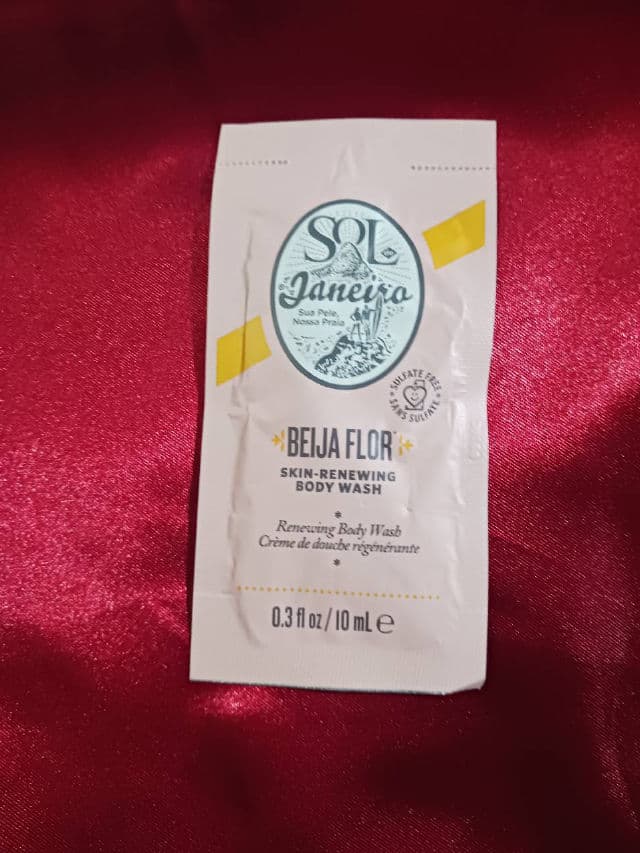 SOL
de
Janeiro
Sua Pele,
Nossa Praia
SULFATE FREE
SANS SULFATE
BEIJA FLOR™
SKIN-RENEWING
BODY WASH
*
Renewing Body Wash
Crème de douche régénérante
*
0.3 fl oz / 10 mL ℮